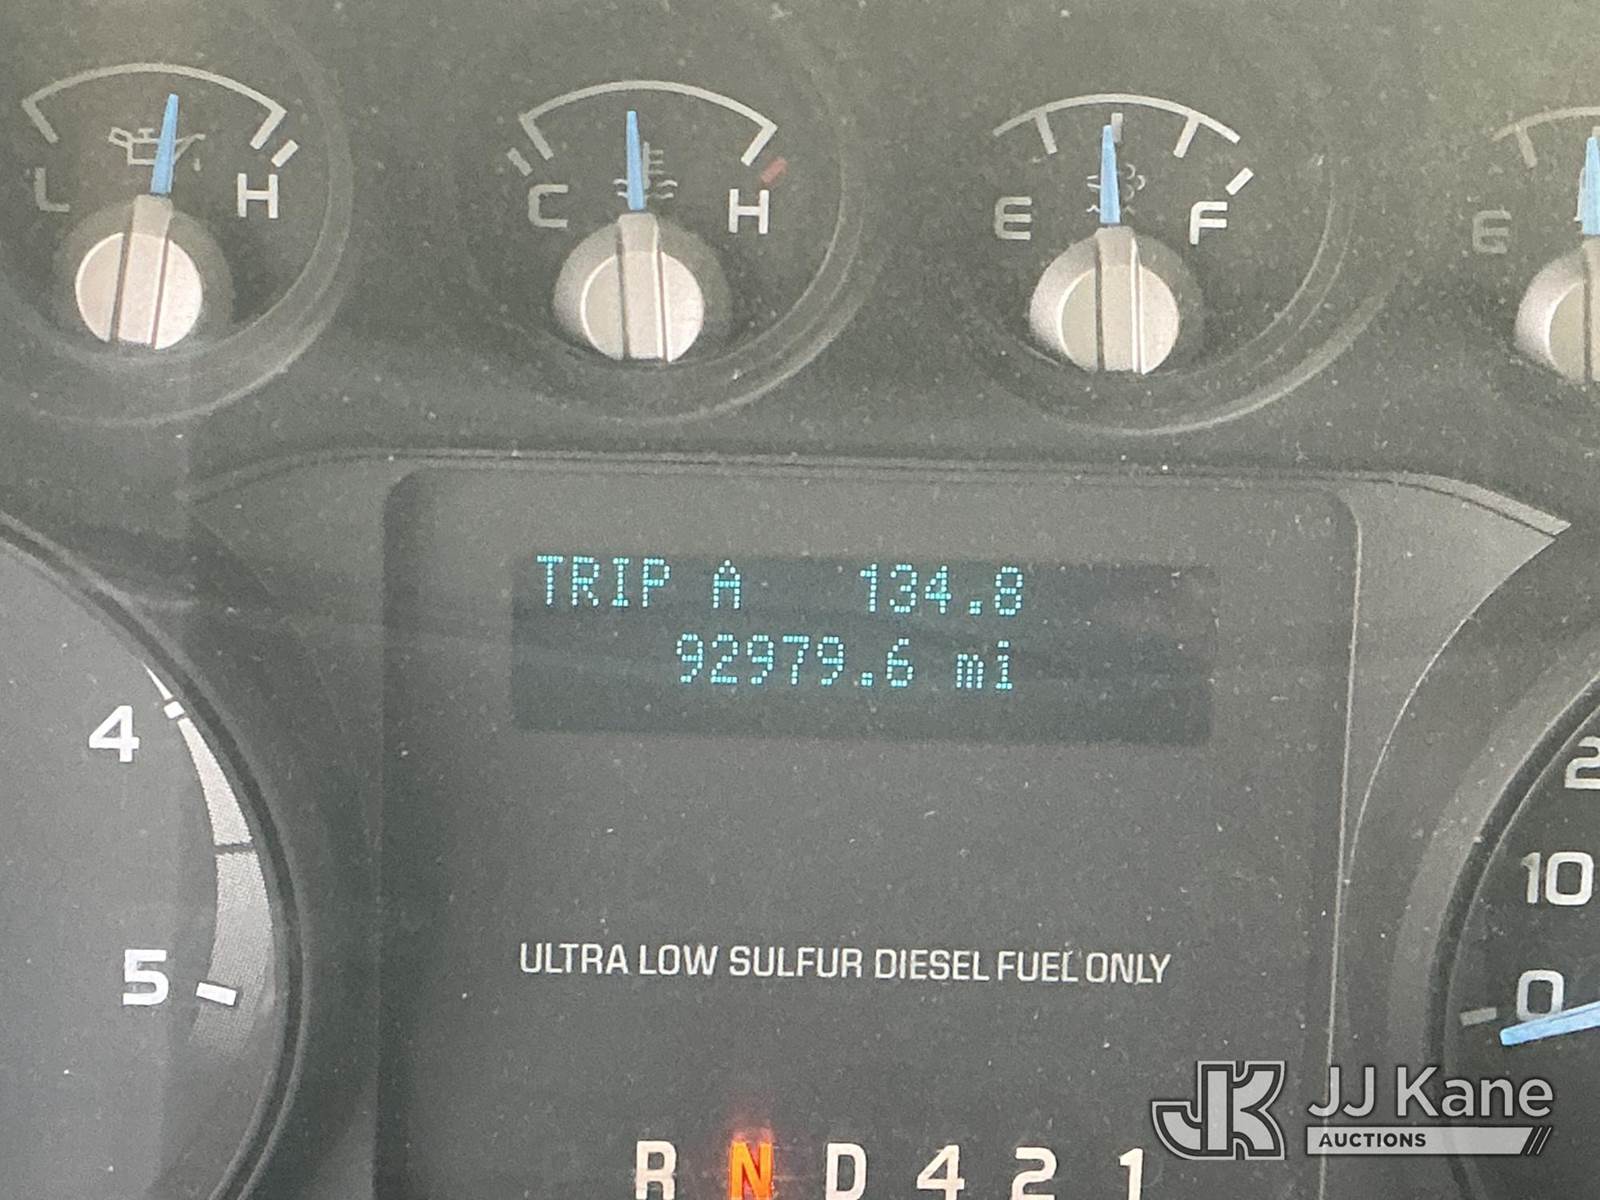 L H
C H
E F
E
TRIP A 134.8
92979.6 mi
4
5
2
10
0
ULTRA LOW SULFUR DIESEL FUEL ONLY
R N D 4 2 1
JK
JJ Kane
AUCTIONS